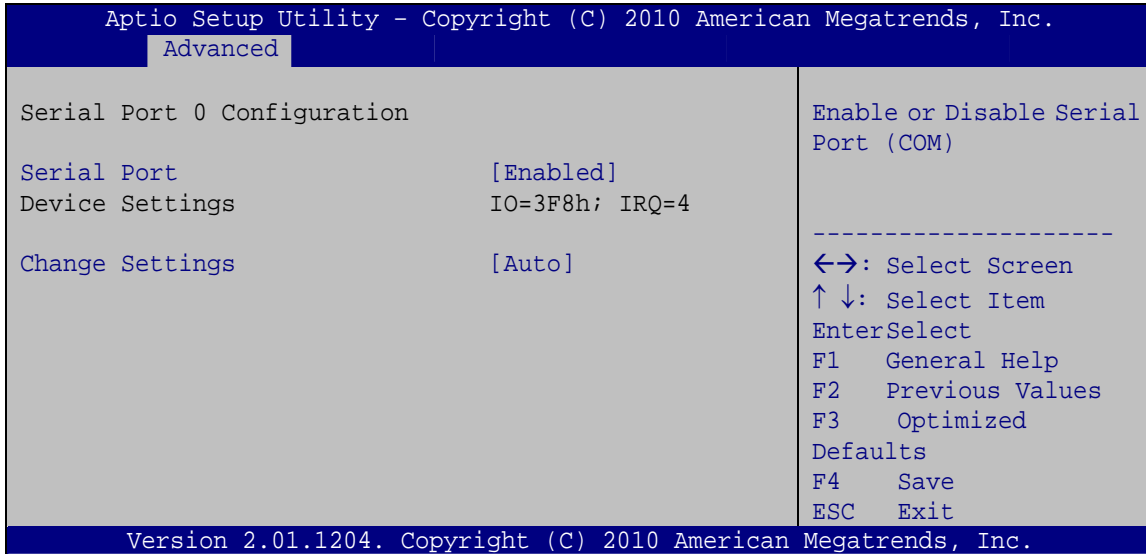 Aptio Setup Utility – Copyright (C) 2010 American Megatrends, Inc.
Advanced
Serial Port 0 Configuration
Serial Port [Enabled]
Device Settings IO=3F8h; IRQ=4
Change Settings [Auto]
Enable or Disable Serial
Port (COM)
---------------------
←→: Select Screen
↑ ↓: Select Item
EnterSelect
F1 General Help
F2 Previous Values
F3 Optimized
Defaults
F4 Save
ESC Exit
Version 2.01.1204. Copyright (C) 2010 American Megatrends, Inc.